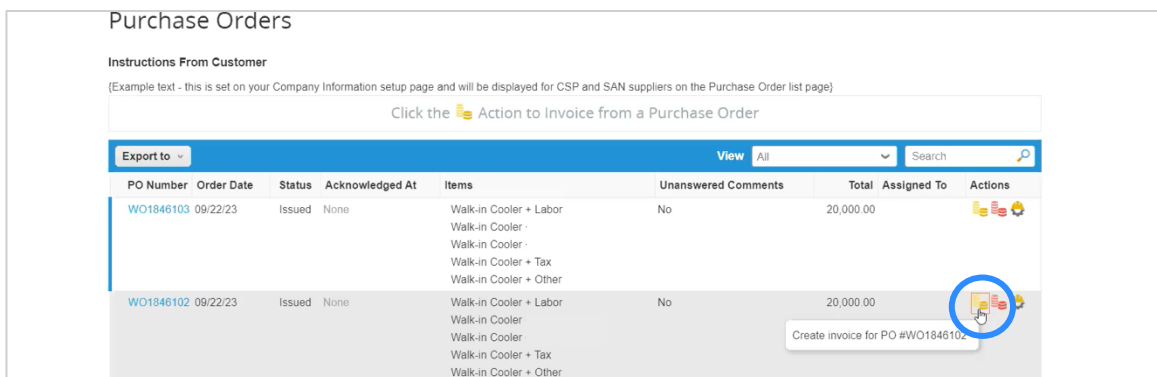 Purchase Orders
Instructions From Customer
{Example text - this is set on your Company Information setup page and will be displayed for CSP and SAN suppliers on the Purchase Order list page}
Click the Action to Invoice from a Purchase Order
Export to View All Search
PO Number Order Date Status Acknowledged At Items Unanswered Comments Total Assigned To Actions
WO1846103 09/22/23 Issued None Walk-in Cooler + Labor No 20,000.00
Walk-in Cooler ·
Walk-in Cooler ·
Walk-in Cooler + Tax
Walk-in Cooler + Other
WO1846102 09/22/23 Issued None Walk-in Cooler + Labor No 20,000.00
Walk-in Cooler
Walk-in Cooler
Create invoice for PO #WO1846102
Walk-in Cooler + Tax
Walk-in Cooler + Other